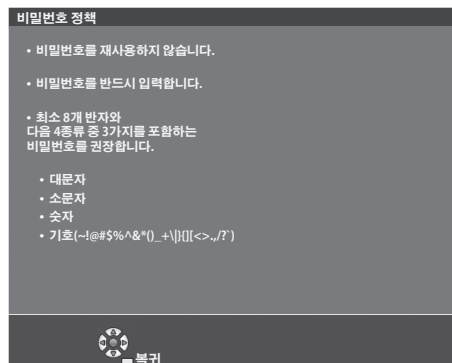 비밀번호 정책
• 비밀번호를 재사용하지 않습니다.
• 비밀번호를 반드시 입력합니다.
• 최소 8개 반자와
다음 4종류 중 3가지를 포함하는
비밀번호를 권장합니다.
• 대문자
• 소문자
• 숫자
• 기호(~!@#$%^&*()_+\|}{][<>.,/?`)
복귀